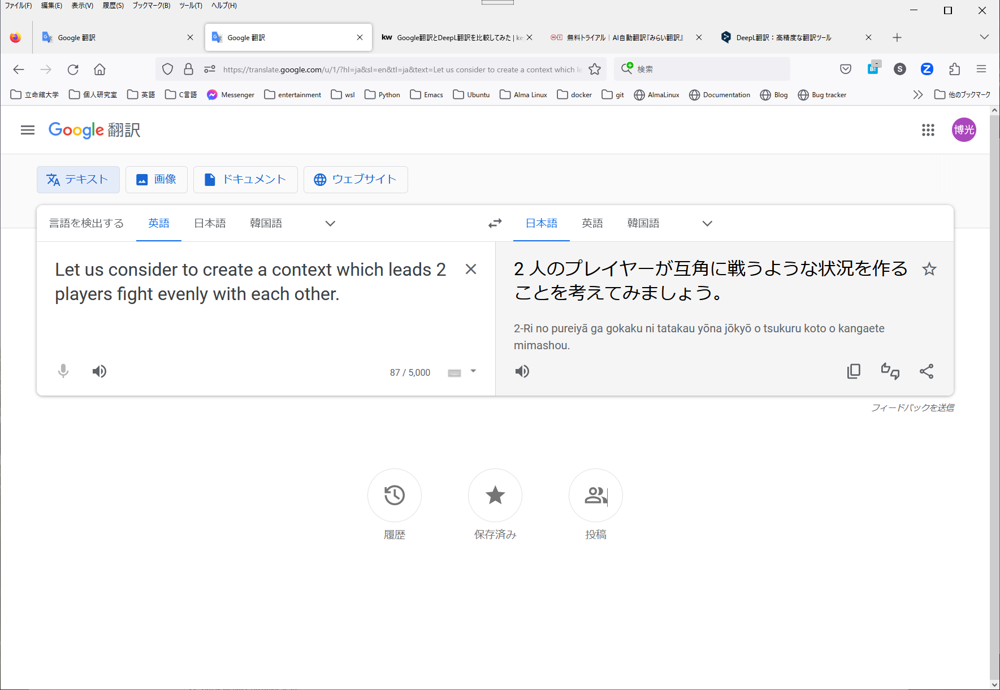 ファイル(F) 編集(E) 表示(V) 履歴(S) ブックマーク(B) ツール(T) ヘルプ(H)
Google 翻訳 Google 翻訳 kw Google翻訳とDeepL翻訳を比較してみた | ke 無料トライアル｜AI自動翻訳『みらい翻訳』 DeepL翻訳：高精度な翻訳ツール
https://translate.google.com/u/1/?hl=ja&sl=en&tl=ja&text=Let us consider to create a context which le 検索 B! S Z
立命館大学 個人研究室 英語 C言語 Messenger entertainment wsl Python Emacs Ubuntu Alma Linux docker git AlmaLinux Documentation Blog Bug tracker 他のブックマーク
Google 翻訳 博光
テキスト 画像 ドキュメント ウェブサイト
言語を検出する 英語 日本語 韓国語 日本語 英語 韓国語
Let us consider to create a context which leads 2
players fight evenly with each other.
2 人のプレイヤーが互角に戦うような状況を作る
ことを考えてみましょう。
2-Ri no pureiyā ga gokaku ni tatakau yōna jōkyō o tsukuru koto o kangaete
mimashou.
87 / 5,000
フィードバックを送信
履歴 保存済み 投稿